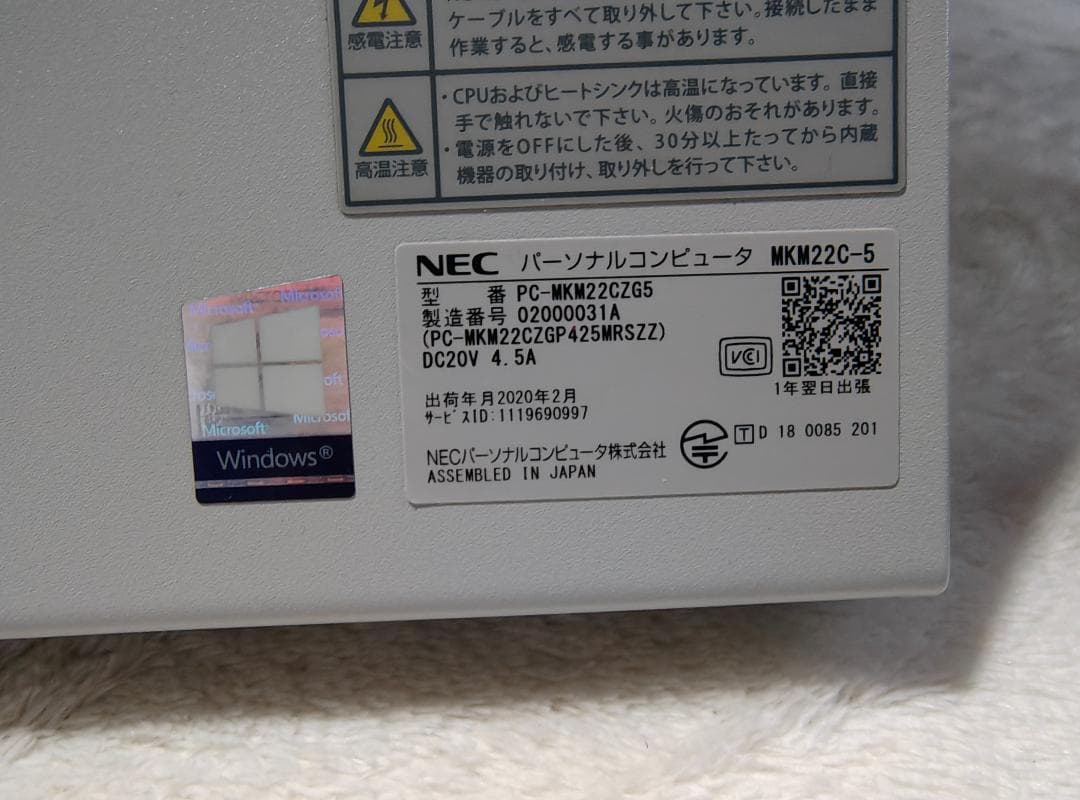 感電注意
ケーブルをすべて取り外して下さい。接続したまま
作業すると、感電する事があります。
高温注意
・CPUおよびヒートシンクは高温になっています。直接
手で触れないで下さい。火傷のおそれがあります。
・電源をOFFにした後、30分以上たってから内蔵
機器の取り付け、取り外しを行って下さい。
NEC パーソナルコンピュータ MKM22C-5
型 番 PC-MKM22CZG5
製造番号 02000031A
(PC-MKM22CZGP425MRSZZ)
DC20V 4.5A
VCCI
1年翌日出張
出荷年月2020年2月
サービスID:1119690997
T D 18 0085 201
NECパーソナルコンピュータ株式会社
ASSEMBLED IN JAPAN
Microsoft Microsoft
Microsoft
Microsoft
Windows®